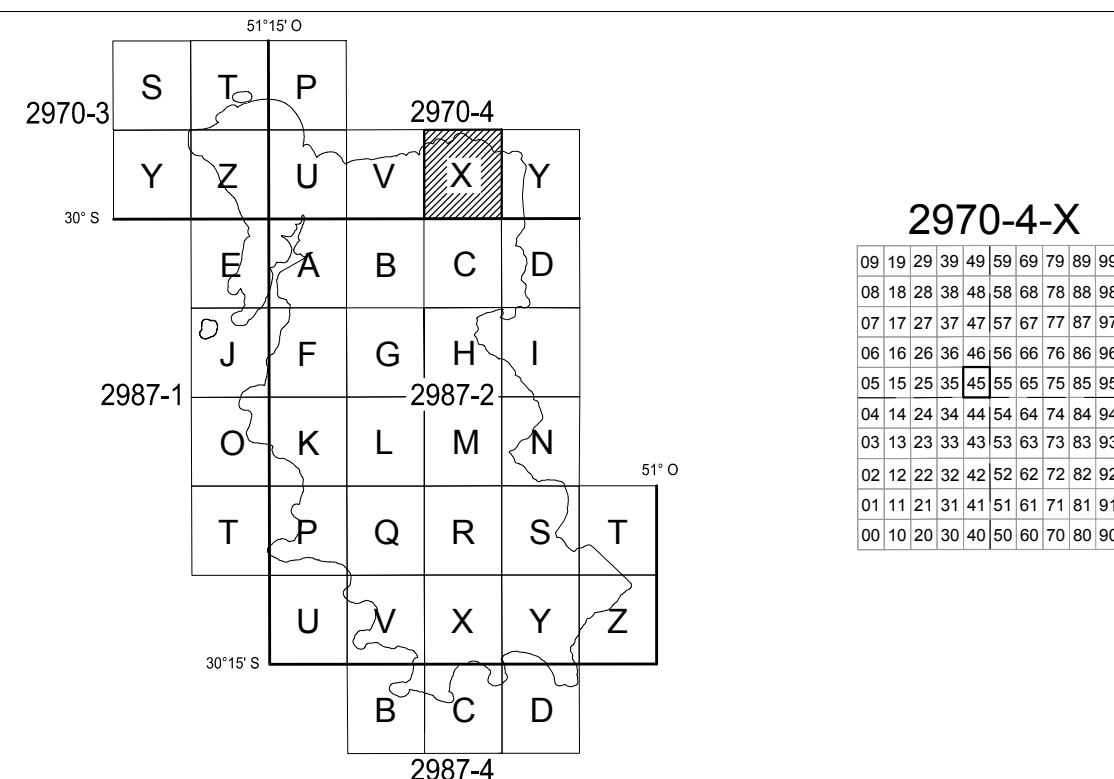 51°15' O
S T P
2970-3 2970-4
Y Z U V X Y
30° S
E A B C D
J F G H I
2987-1 2987-2
O K L M N
51° O
T P Q R S T
U V X Y Z
30°15' S
B C D
2987-4
2970-4-X
09 19 29 39 49 59 69 79 89 99
08 18 28 38 48 58 68 78 88 98
07 17 27 37 47 57 67 77 87 97
06 16 26 36 46 56 66 76 86 96
05 15 25 35 45 55 65 75 85 95
04 14 24 34 44 54 64 74 84 94
03 13 23 33 43 53 63 73 83 93
02 12 22 32 42 52 62 72 82 92
01 11 21 31 41 51 61 71 81 91
00 10 20 30 40 50 60 70 80 90